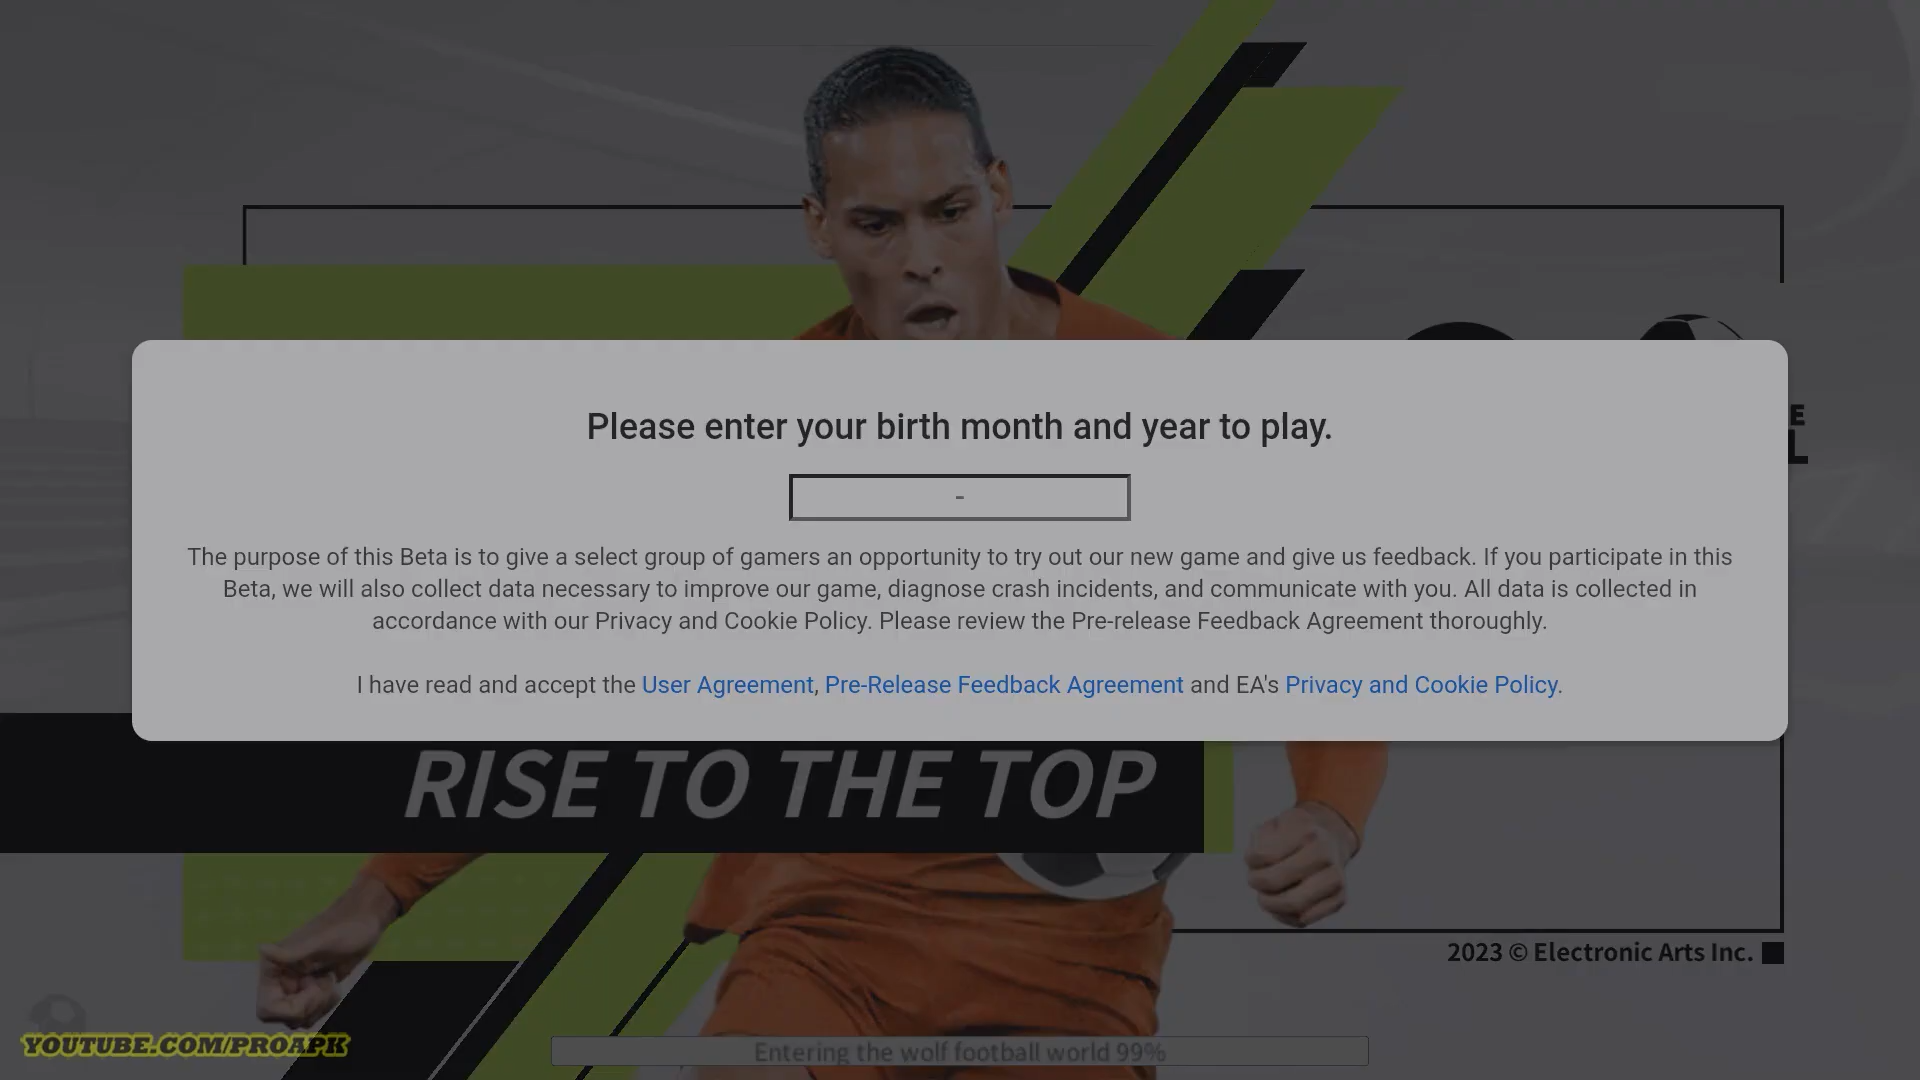 E
L
Please enter your birth month and year to play.
-
The purpose of this Beta is to give a select group of gamers an opportunity to try out our new game and give us feedback. If you participate in this
Beta, we will also collect data necessary to improve our game, diagnose crash incidents, and communicate with you. All data is collected in
accordance with our Privacy and Cookie Policy. Please review the Pre-release Feedback Agreement thoroughly.
I have read and accept the User Agreement, Pre-Release Feedback Agreement and EA's Privacy and Cookie Policy.
RISE TO THE TOP
2023 © Electronic Arts Inc.
YOUTUBE.COM/PROAPK
Entering the wolf football world 99%